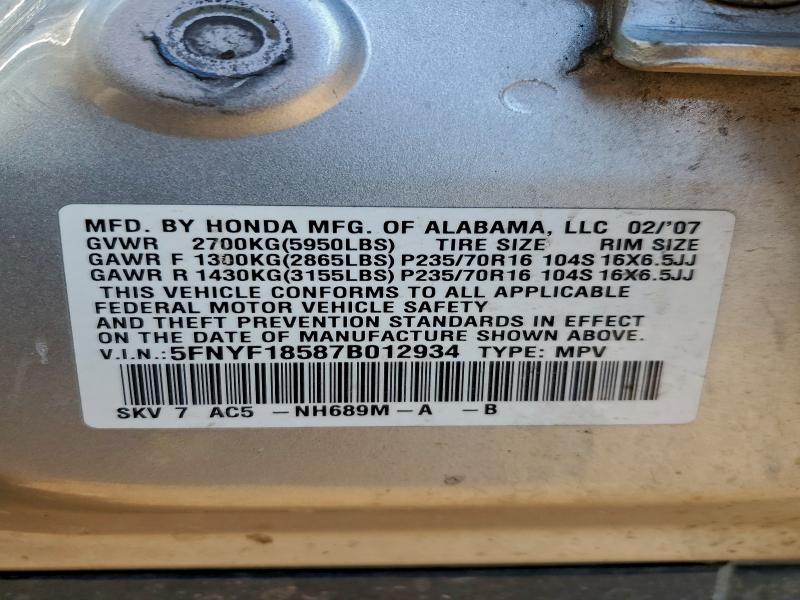 MFD. BY HONDA MFG. OF ALABAMA, LLC 02/'07
GVWR 2700KG(5950LBS) TIRE SIZE RIM SIZE
GAWR F 1300KG(2865LBS) P235/70R16 104S 16X6.5JJ
GAWR R 1430KG(3155LBS) P235/70R16 104S 16X6.5JJ
THIS VEHICLE CONFORMS TO ALL APPLICABLE
FEDERAL MOTOR VEHICLE SAFETY
AND THEFT PREVENTION STANDARDS IN EFFECT
ON THE DATE OF MANUFACTURE SHOWN ABOVE.
V.I.N.:5FNYF18587B012934 TYPE: MPV
SKV 7 AC5 -NH689M-A -B